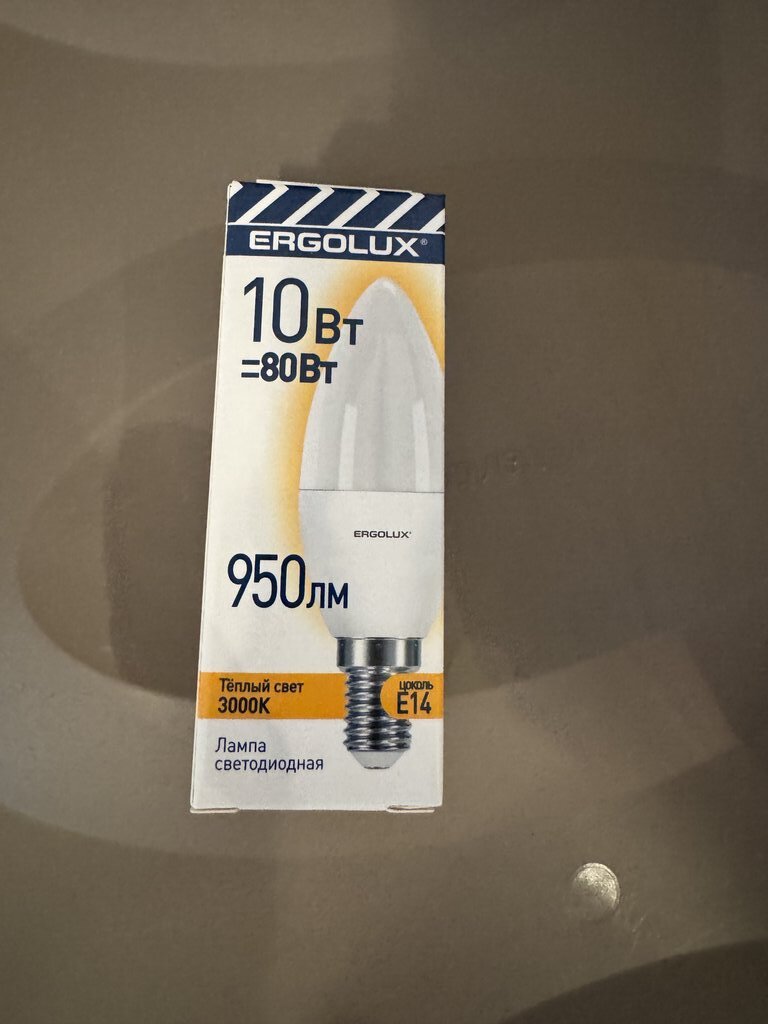 ERGOLUX®
10Вт
=80Вт
ERGOLUX®
950лм
Тёплый свет
3000К
цоколь
E14
Лампа
светодиодная